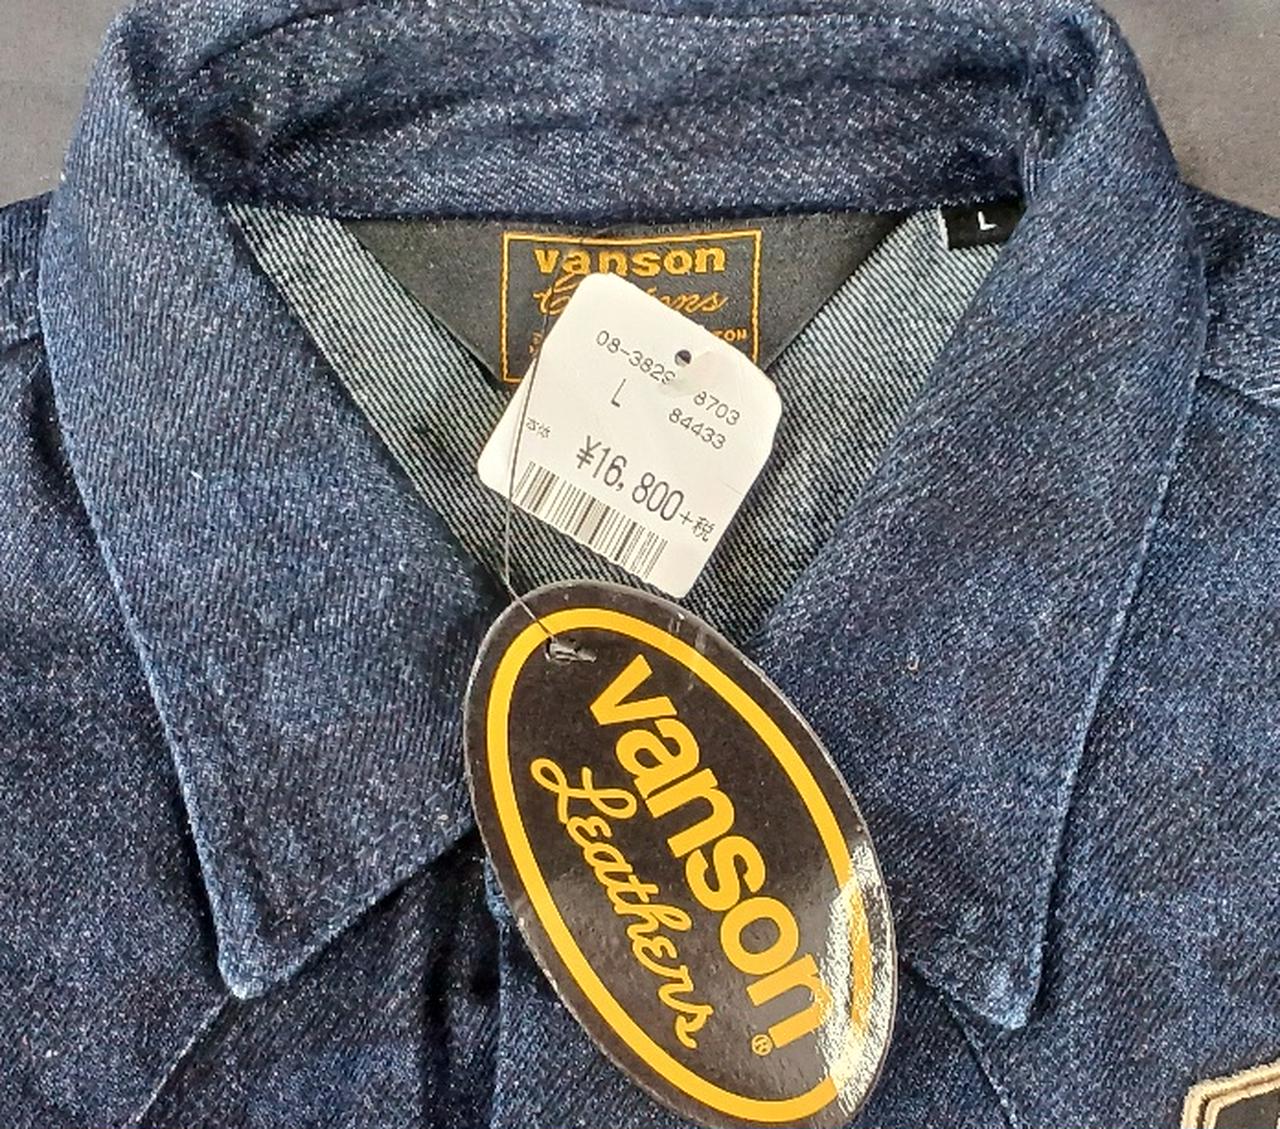 L
vanson
08-3829 8703
L 84433
¥16,800+税
vanson
Leathers
®